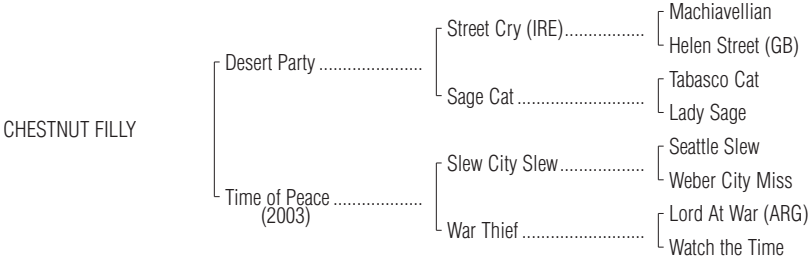 Machiavellian
Street Cry (IRE).................
Helen Street (GB)
Desert Party ......................
Tabasco Cat
Sage Cat ...........................
Lady Sage
CHESTNUT FILLY
Seattle Slew
Slew City Slew..................
Weber City Miss
Time of Peace ...................
(2003)
Lord At War (ARG)
War Thief ..........................
Watch the Time